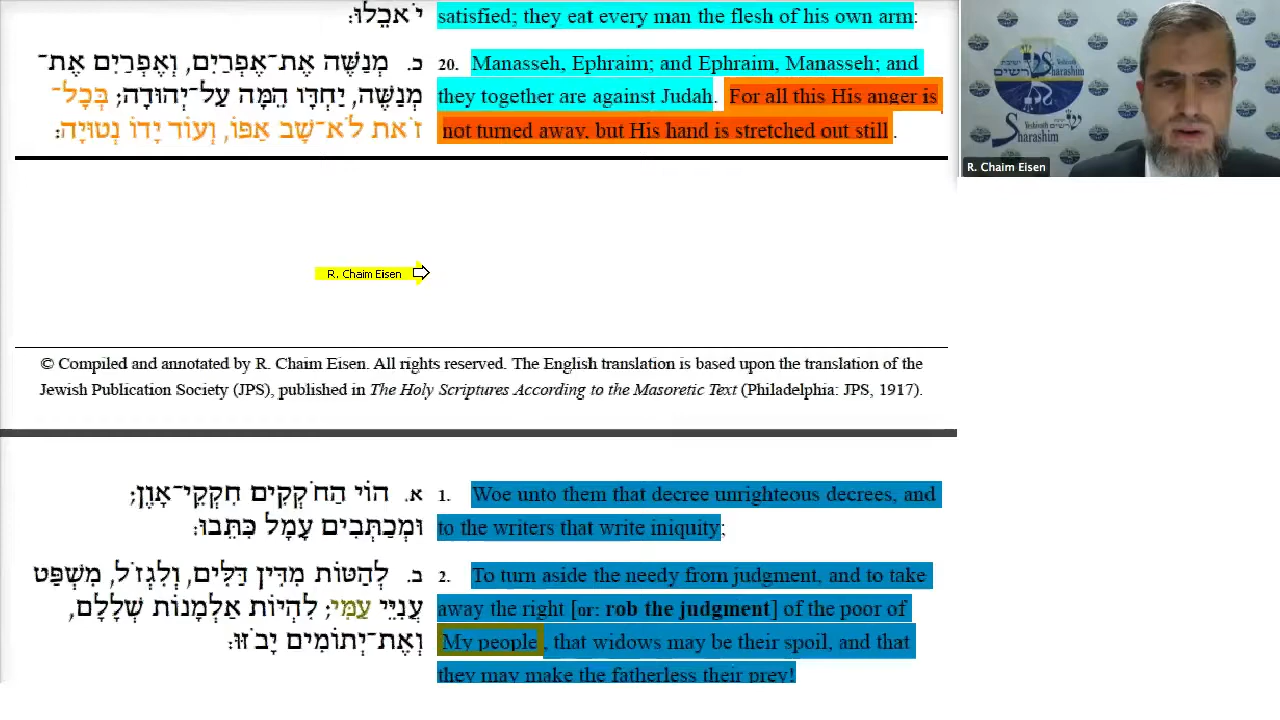 יֹאכֵלוּ׃
satisfied; they eat every man the flesh of his own arm:
כ. מְנַשֶּׁה אֶת־אֶפְרַיִם, וְאֶפְרַיִם אֶת־
מְנַשֶּׁה, יַחְדָּו הֵמָּה עַל־יְהוּדָה; בְּכָל־
זֹאת לֹא־שָׁב אַפּוֹ, וְעוֹד יָדוֹ נְטוּיָה׃
20. Manasseh, Ephraim; and Ephraim, Manasseh; and
they together are against Judah. For all this His anger is
not turned away, but His hand is stretched out still.
R. Chaim Eisen
© Compiled and annotated by R. Chaim Eisen. All rights reserved. The English translation is based upon the translation of the
Jewish Publication Society (JPS), published in The Holy Scriptures According to the Masoretic Text (Philadelphia: JPS, 1917).
א. הוֹי הַחֹקְקִים חִקְקֵי־אָוֶן;
וּמְכַתְּבִים עָמָל כִּתֵּבוּ׃
1. Woe unto them that decree unrighteous decrees, and
to the writers that write iniquity;
ב. לְהַטּוֹת מִדִּין דַּלִּים, וְלִגְזֹל, מִשְׁפַּט
עֲנִיֵּי עַמִּי; לִהְיוֹת אַלְמָנוֹת שְׁלָלָם,
וְאֶת־יְתוֹמִים יָבֹזּוּ׃
2. To turn aside the needy from judgment, and to take
away the right [or: rob the judgment] of the poor of
My people, that widows may be their spoil, and that
they may make the fatherless their prey!
Yeshivath
Sharashim
ישיבת
שרשים
Yeshivath
Sharashim
R. Chaim Eisen